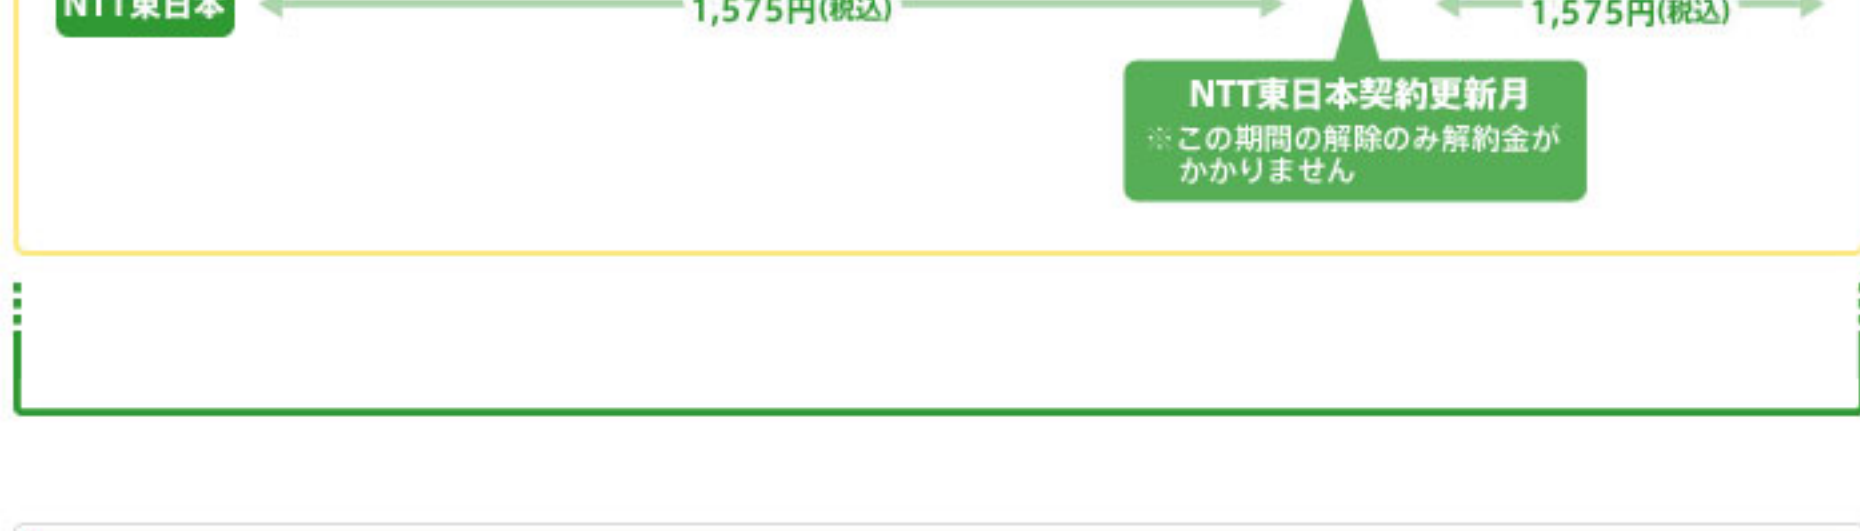 NTT東日本
1,575円(税込)
1,575円(税込)
NTT東日本契約更新月
※この期間の解除のみ解約金が
かかりません